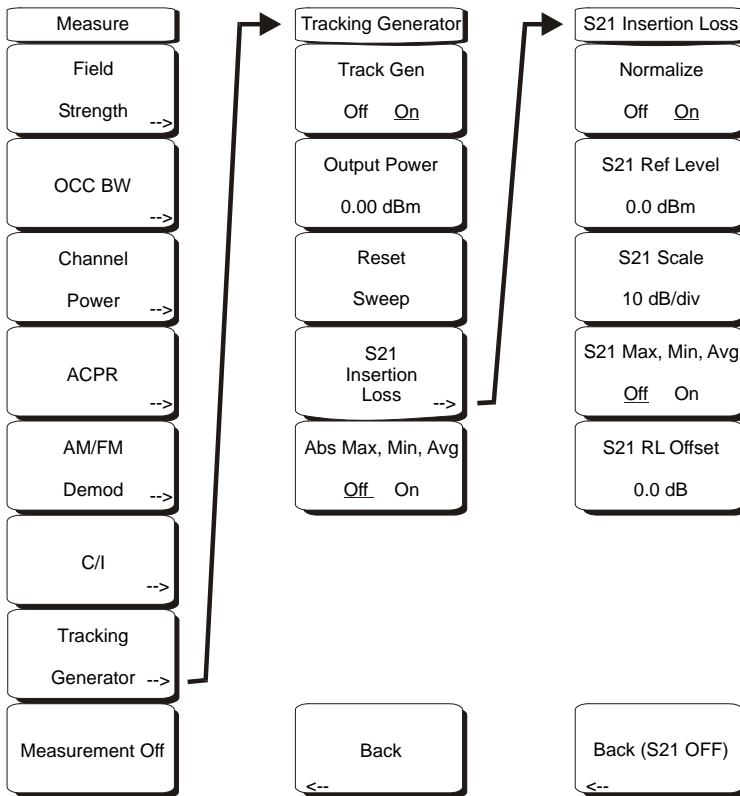 Measure
Field
Strength -->
OCC BW
-->
Channel
Power -->
ACPR
-->
AM/FM
Demod -->
C/I
-->
Tracking
Generator -->
Measurement Off
Tracking Generator
Track Gen
Off On
Output Power
0.00 dBm
Reset
Sweep
S21
Insertion
Loss -->
Abs Max, Min, Avg
Off On
Back
<--
S21 Insertion Loss
Normalize
Off On
S21 Ref Level
0.0 dBm
S21 Scale
10 dB/div
S21 Max, Min, Avg
Off On
S21 RL Offset
0.0 dB
Back (S21 OFF)
<--